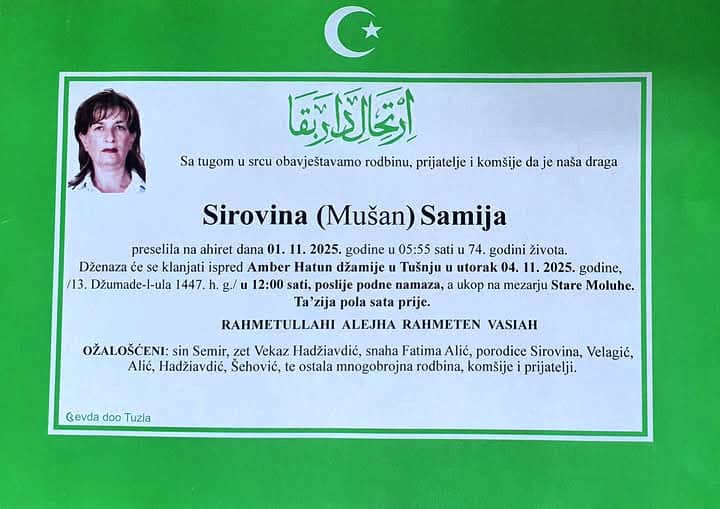 اِرْتِحَالِ دَارِ بَقَا
Sa tugom u srcu obavještavamo rodbinu, prijatelje i komšije da je naša draga
Sirovina (Mušan) Samija
preselila na ahiret dana 01. 11. 2025. godine u 05:55 sati u 74. godini života.
Dženaza će se klanjati ispred Amber Hatun džamije u Tušnju u utorak 04. 11. 2025. godine,
/13. Džumade-l-ula 1447. h. g./ u 12:00 sati, poslije podne namaza, a ukop na mezarju Stare Moluhe.
Ta'zija pola sata prije.
RAHMETULLAHI ALEJHA RAHMETEN VASIAH
OŽALOŠĆENI: sin Semir, zet Vekaz Hadžiavdić, snaha Fatima Alić, porodice Sirovina, Velagić,
Alić, Hadžiavdić, Šehović, te ostala mnogobrojna rodbina, komšije i prijatelji.
Cevda doo Tuzla